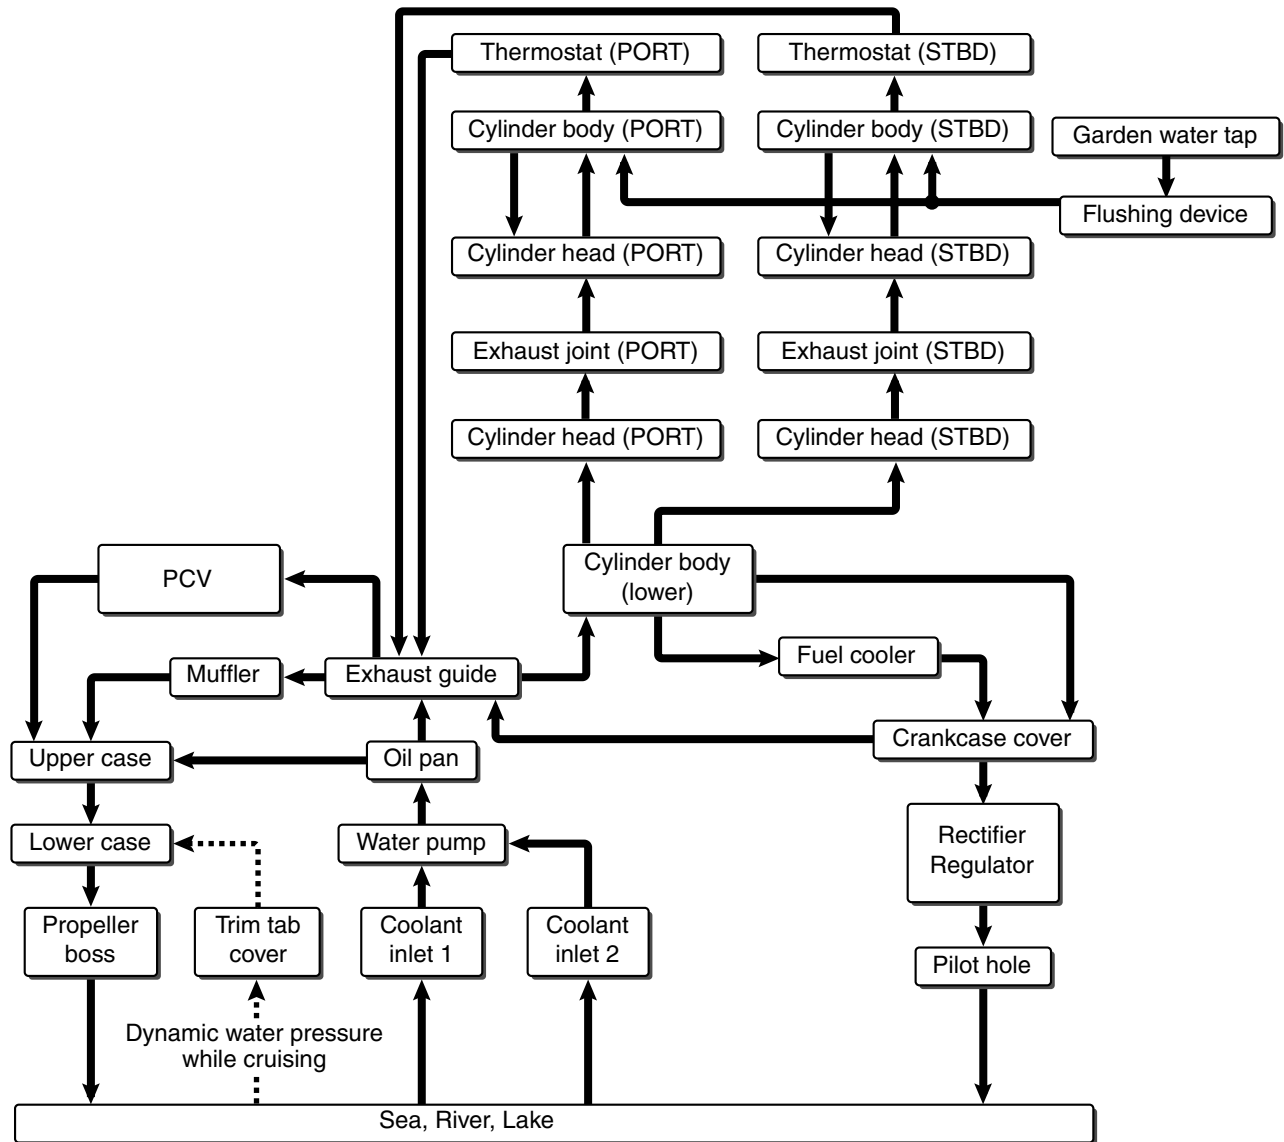 Thermostat (PORT)
Thermostat (STBD)
Cylinder body (PORT)
Cylinder body (STBD)
Garden water tap
Flushing device
Cylinder head (PORT)
Cylinder head (STBD)
Exhaust joint (PORT)
Exhaust joint (STBD)
Cylinder head (PORT)
Cylinder head (STBD)
PCV
Cylinder body
(lower)
Muffler
Exhaust guide
Fuel cooler
Upper case
Oil pan
Crankcase cover
Lower case
Water pump
Rectifier
Regulator
Propeller
boss
Trim tab
cover
Coolant
inlet 1
Coolant
inlet 2
Pilot hole
Dynamic water pressure
while cruising
Sea, River, Lake